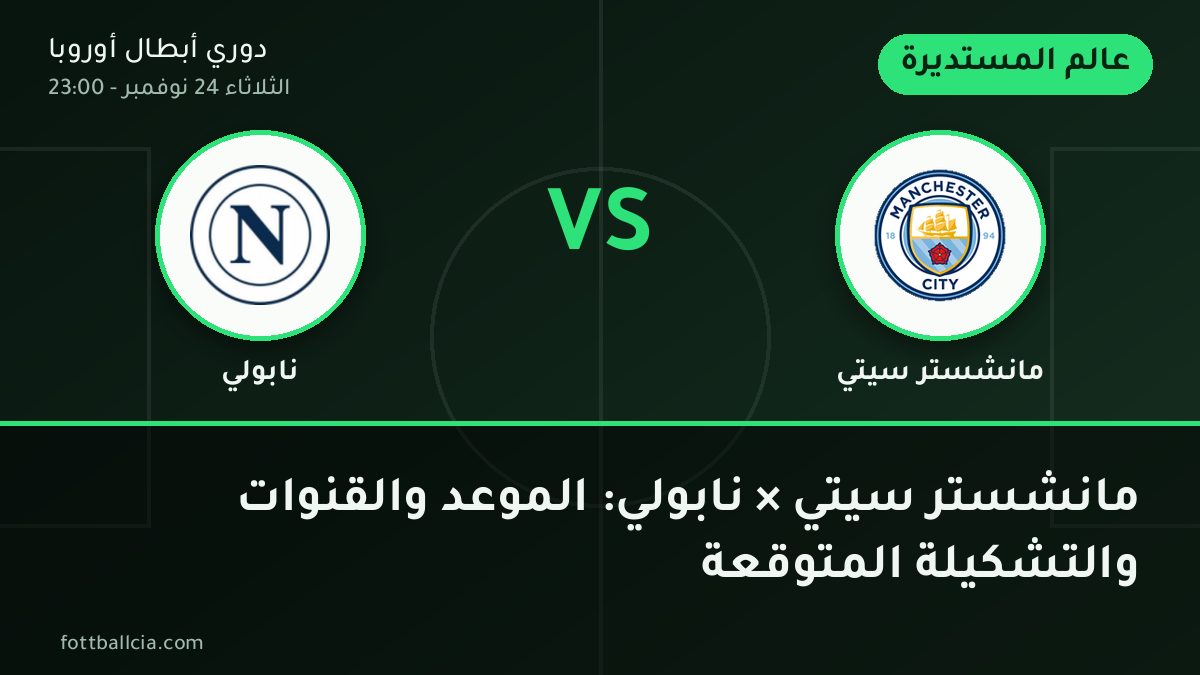 عالم المستديرة
دوري أبطال أوروبا
الثلاثاء 24 نوفمبر - 23:00
MANCHESTER
18 94
CITY
VS
N
مانشستر سيتي
نابولي
مانشستر سيتي × نابولي: الموعد والقنوات
والتشكيلة المتوقعة
fottballcia.com